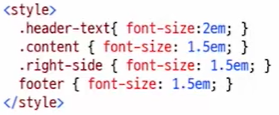 <style>
.header-text{ font-size:2em; }
.content { font-size: 1.5em; }
.right-side { font-size: 1.5em; }
footer { font-size: 1.5em; }
</style>